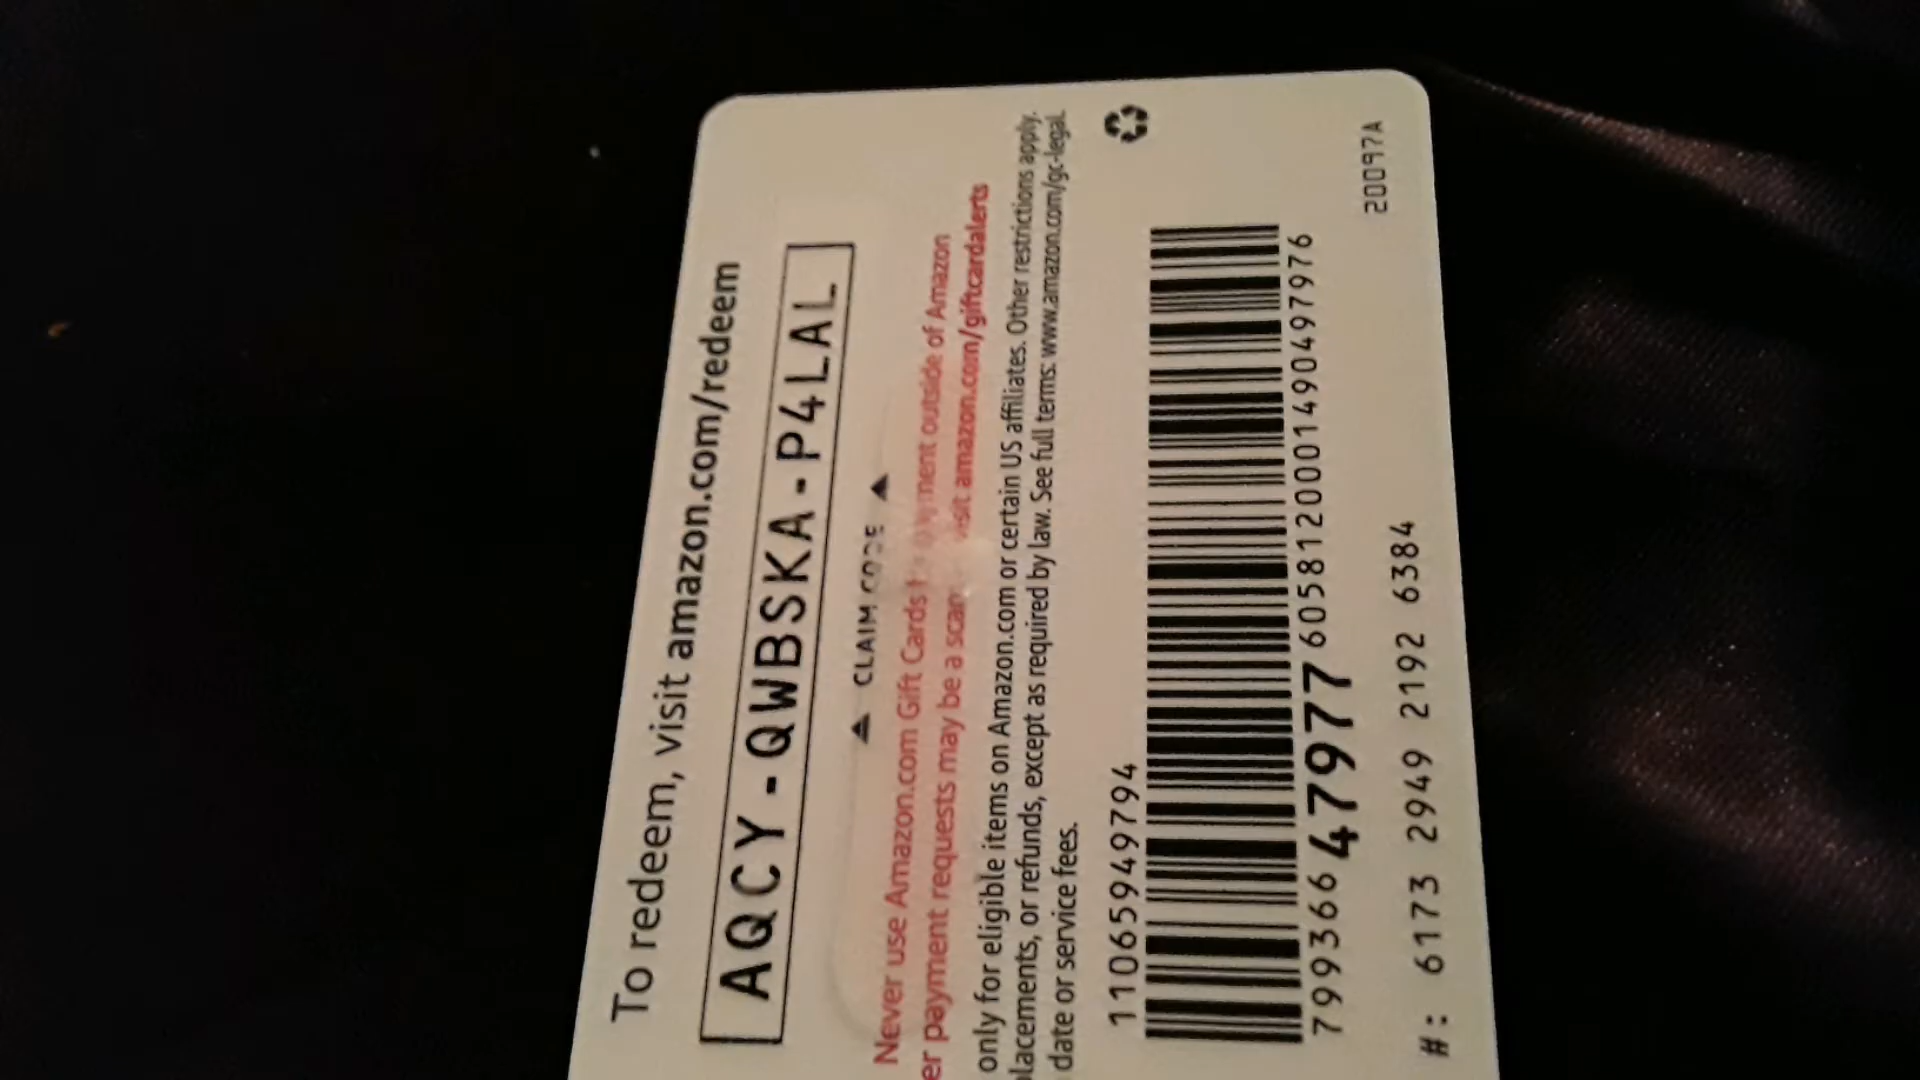 To redeem, visit amazon.com/redeem
AQCY-QWBSKA-P4LAL
▲ CLAIM CODE ▲
Never use Amazon.com Gift Cards for payment outside of Amazon
payment requests may be a scam visit amazon.com/giftcardalerts
only for eligible items on Amazon.com or certain US affiliates. Other restrictions apply.
or refunds, except as required by law. See full terms: www.amazon.com/gc-legal.
date or service fees.
11065949794
799366 47977 6058120001490497976
#: 6173 2949 2192 6384
20097A